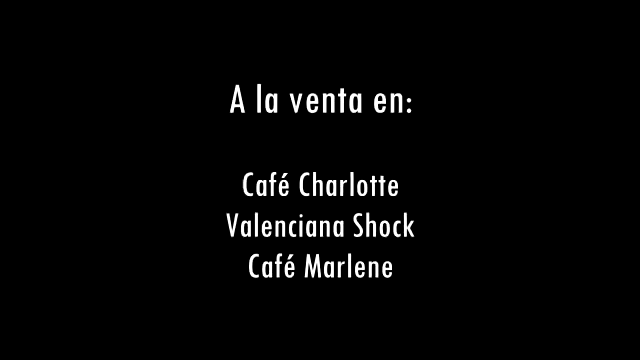 A la venta en:
Café Charlotte
Valenciana Shock
Café Marlene